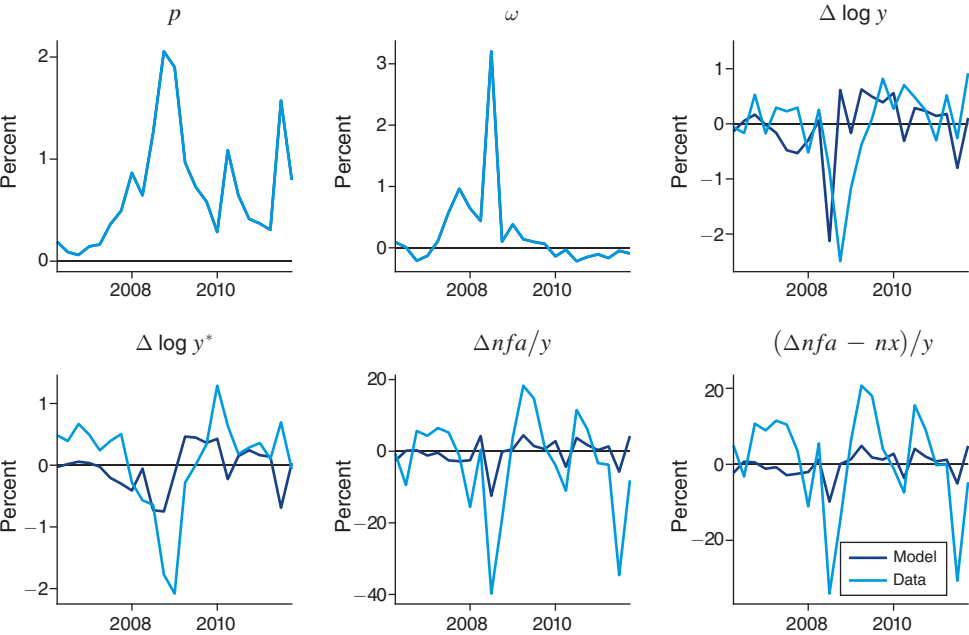 p
ω
Δ log y
Percent
2
1
0
2008
2010
Percent
3
2
1
0
2008
2010
Percent
1
0
−1
−2
2008
2010
Δ log y*
Δnfa/y
(Δnfa − nx)/y
Percent
1
0
−1
−2
2008
2010
Percent
20
0
−20
−40
2008
2010
Percent
20
0
−20
2008
2010
Model
Data